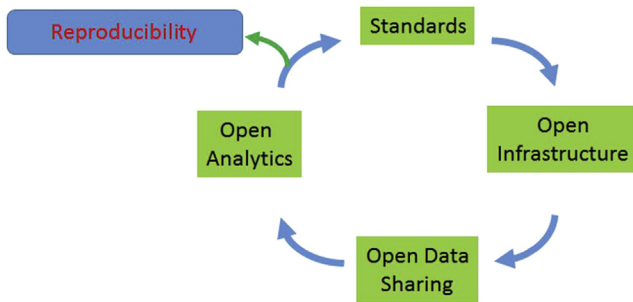 Reproducibility
Standards
Open
Analytics
Open
Infrastructure
Open Data
Sharing